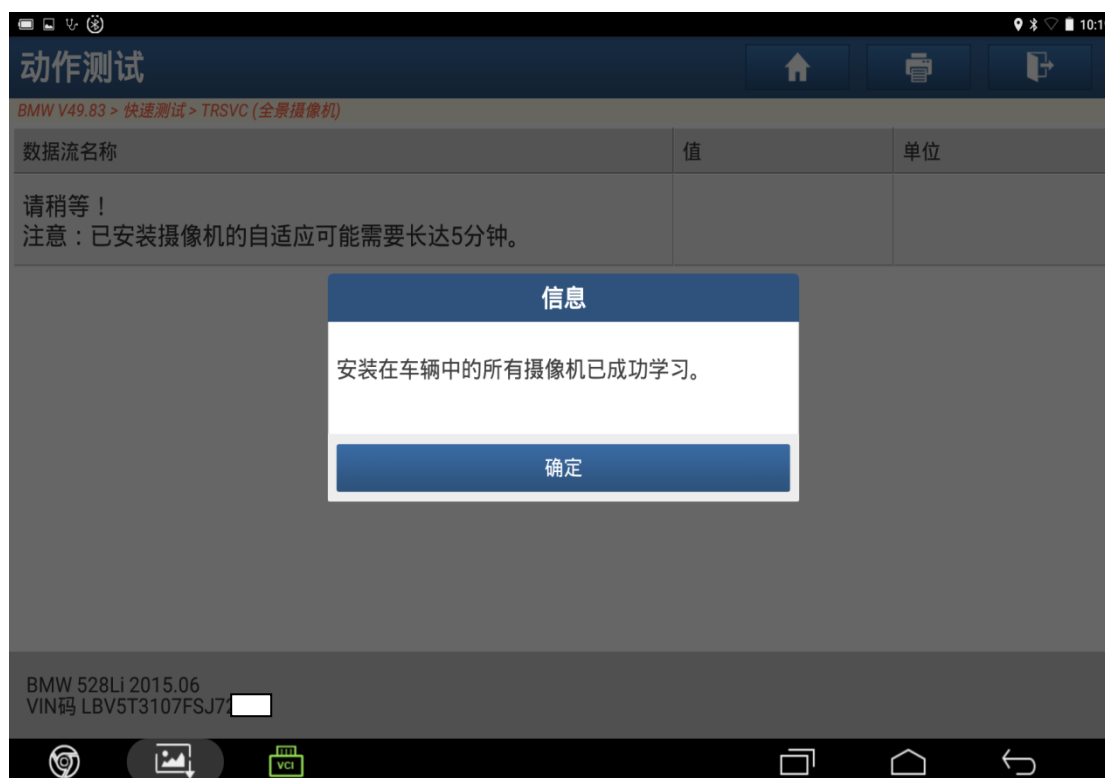 10:1
动作测试
BMW V49.83 > 快速测试 > TRSVC (全景摄像机)
数据流名称 值 单位
请稍等！
注意：已安装摄像机的自适应可能需要长达5分钟。
信息
安装在车辆中的所有摄像机已成功学习。
确定
BMW 528Li 2015.06
VIN码 LBV5T3107FSJ7
VCI